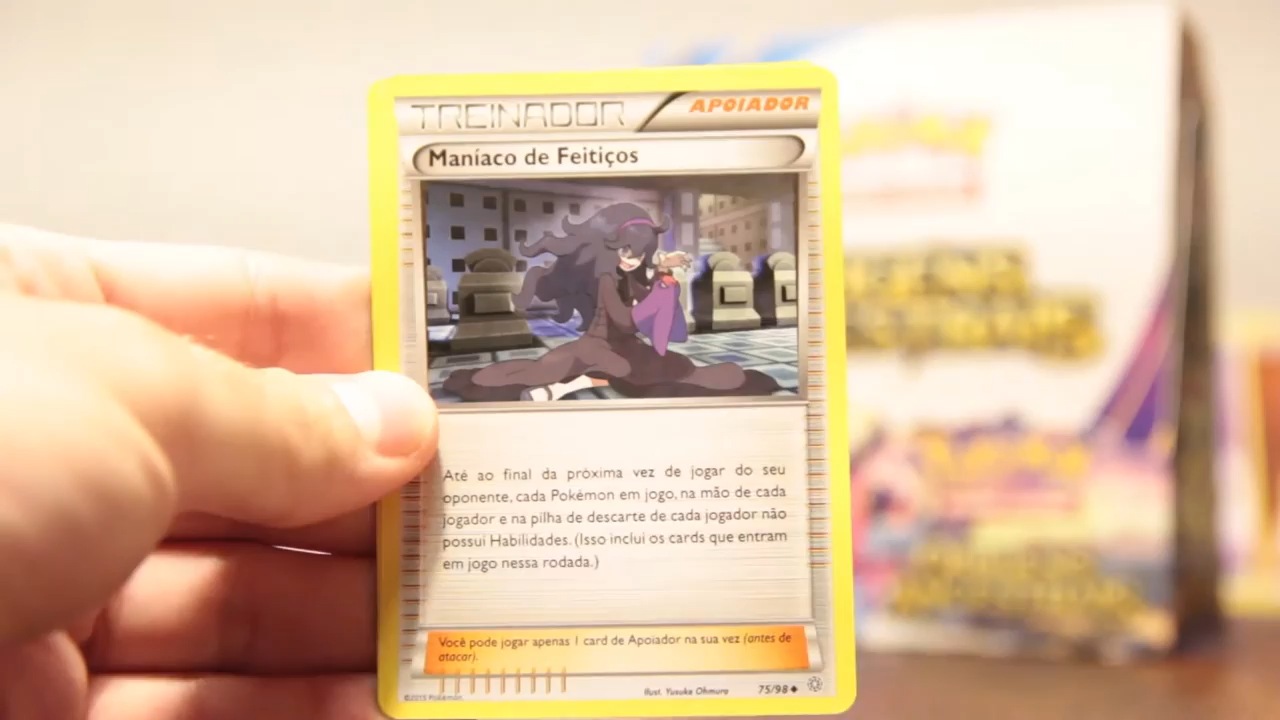 TREINADOR
APOIADOR
Maníaco de Feitiços
Até ao final da próxima vez de jogar do seu
oponente, cada Pokémon em jogo, na mão de cada
jogador e na pilha de descarte de cada jogador não
possui Habilidades. (Isso inclui os cards que entram
em jogo nessa rodada.)
Você pode jogar apenas 1 card de Apoiador na sua vez (antes de
atacar).
©2015 Pokémon
Ilust. Yusuke Ohmura
75/98